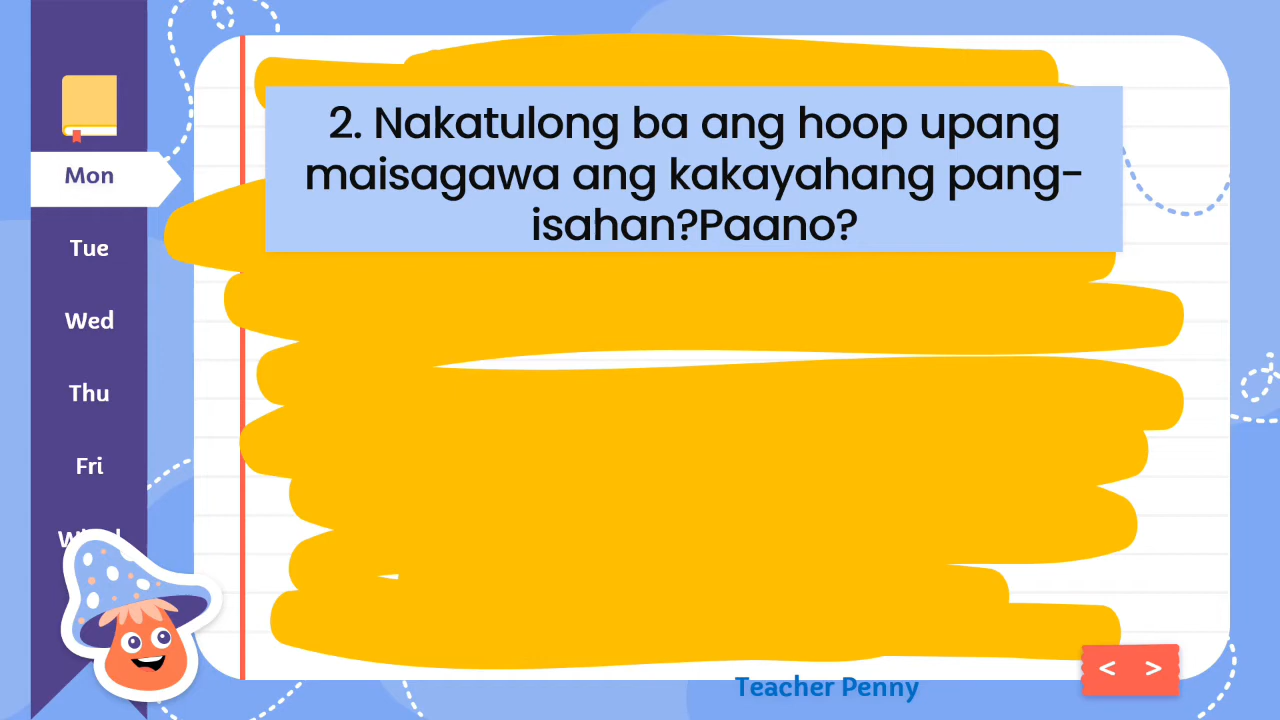 Mon
Tue
Wed
Thu
Fri
2. Nakatulong ba ang hoop upang
maisagawa ang kakayahang pang-
isahan?Paano?
Teacher Penny
< >